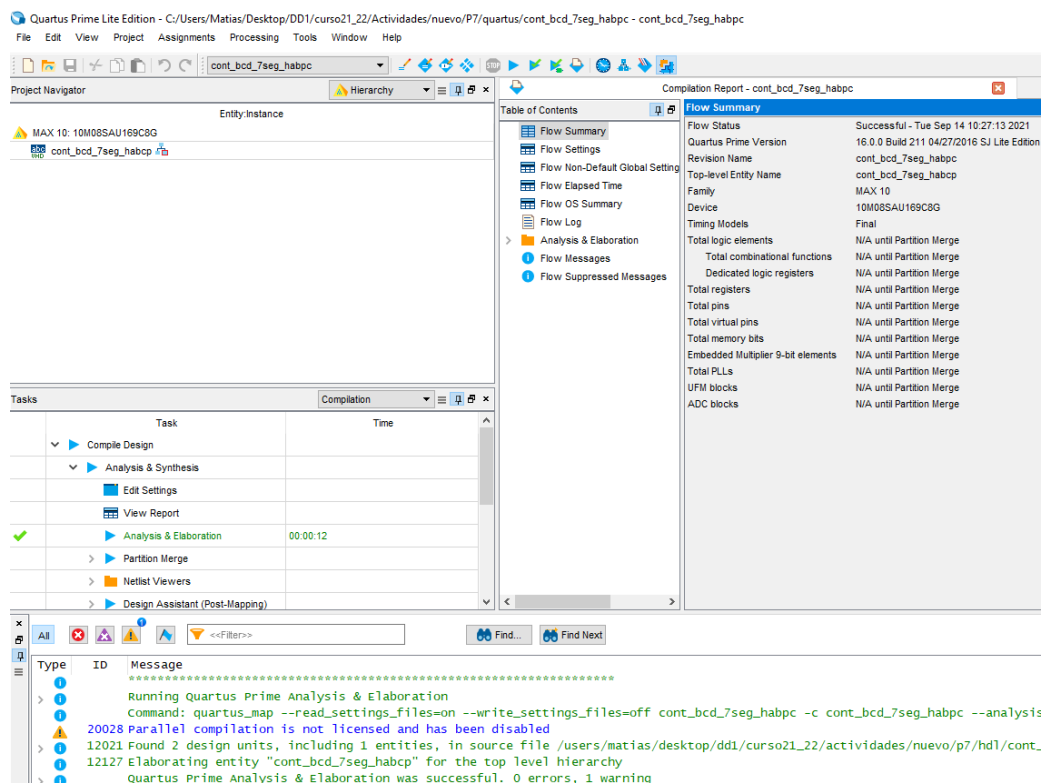 Quartus Prime Lite Edition - C:/Users/Matias/Desktop/DD1/curso21_22/Actividades/nuevo/P7/quartus/cont_bcd_7seg_habpc - cont_bcd_7seg_habpc
File Edit View Project Assignments Processing Tools Window Help
cont_bcd_7seg_habpc
STOP
Project Navigator
Hierarchy
Entity:Instance
MAX 10: 10M08SAU169C8G
abd VHD cont_bcd_7seg_habcp
Compilation Report - cont_bcd_7seg_habpc
Table of Contents
Flow Summary
Flow Settings
Flow Non-Default Global Setting
Flow Elapsed Time
Flow OS Summary
Flow Log
Analysis & Elaboration
Flow Messages
Flow Suppressed Messages
Flow Summary
Flow Status Successful - Tue Sep 14 10:27:13 2021
Quartus Prime Version 16.0.0 Build 211 04/27/2016 SJ Lite Edition
Revision Name cont_bcd_7seg_habpc
Top-level Entity Name cont_bcd_7seg_habcp
Family MAX 10
Device 10M08SAU169C8G
Timing Models Final
Total logic elements N/A until Partition Merge
Total combinational functions N/A until Partition Merge
Dedicated logic registers N/A until Partition Merge
Total registers N/A until Partition Merge
Total pins N/A until Partition Merge
Total virtual pins N/A until Partition Merge
Total memory bits N/A until Partition Merge
Embedded Multiplier 9-bit elements N/A until Partition Merge
Total PLLs N/A until Partition Merge
UFM blocks N/A until Partition Merge
ADC blocks N/A until Partition Merge
Tasks
Compilation
Task Time
Compile Design
Analysis & Synthesis
Edit Settings
View Report
Analysis & Elaboration 00:00:12
Partition Merge
Netlist Viewers
Design Assistant (Post-Mapping)
All
<<Filter>>
Find...
Find Next
Type ID Message
*******************************************************************
Running Quartus Prime Analysis & Elaboration
Command: quartus_map --read_settings_files=on --write_settings_files=off cont_bcd_7seg_habpc -c cont_bcd_7seg_habpc --analysis
20028 Parallel compilation is not licensed and has been disabled
12021 Found 2 design units, including 1 entities, in source file /users/matias/desktop/dd1/curso21_22/actividades/nuevo/p7/hdl/cont_
12127 Elaborating entity "cont_bcd_7seg_habcp" for the top level hierarchy
Quartus Prime Analysis & Elaboration was successful. 0 errors, 1 warning